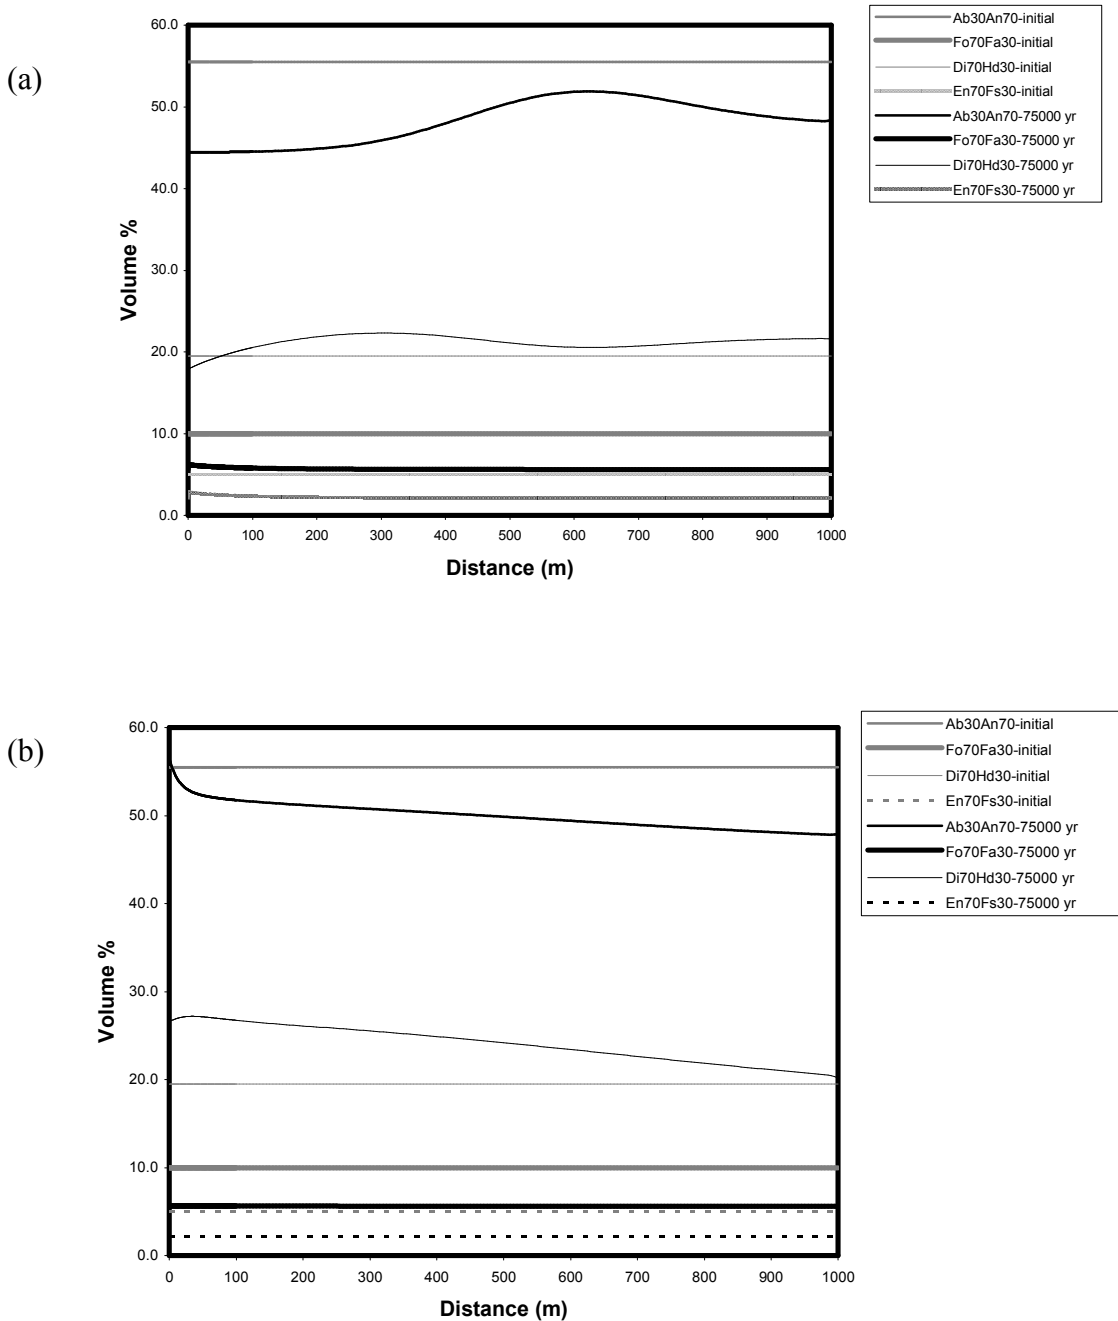 (a)
60.0
50.0
40.0
30.0
20.0
10.0
0.0
Volume %
0 100 200 300 400 500 600 700 800 900 1000
Distance (m)
Ab30An70-initial
Fo70Fa30-initial
Di70Hd30-initial
En70Fs30-initial
Ab30An70-75000 yr
Fo70Fa30-75000 yr
Di70Hd30-75000 yr
En70Fs30-75000 yr
(b)
60.0
50.0
40.0
30.0
20.0
10.0
0.0
Volume %
0 100 200 300 400 500 600 700 800 900 1000
Distance (m)
Ab30An70-initial
Fo70Fa30-initial
Di70Hd30-initial
En70Fs30-initial
Ab30An70-75000 yr
Fo70Fa30-75000 yr
Di70Hd30-75000 yr
En70Fs30-75000 yr